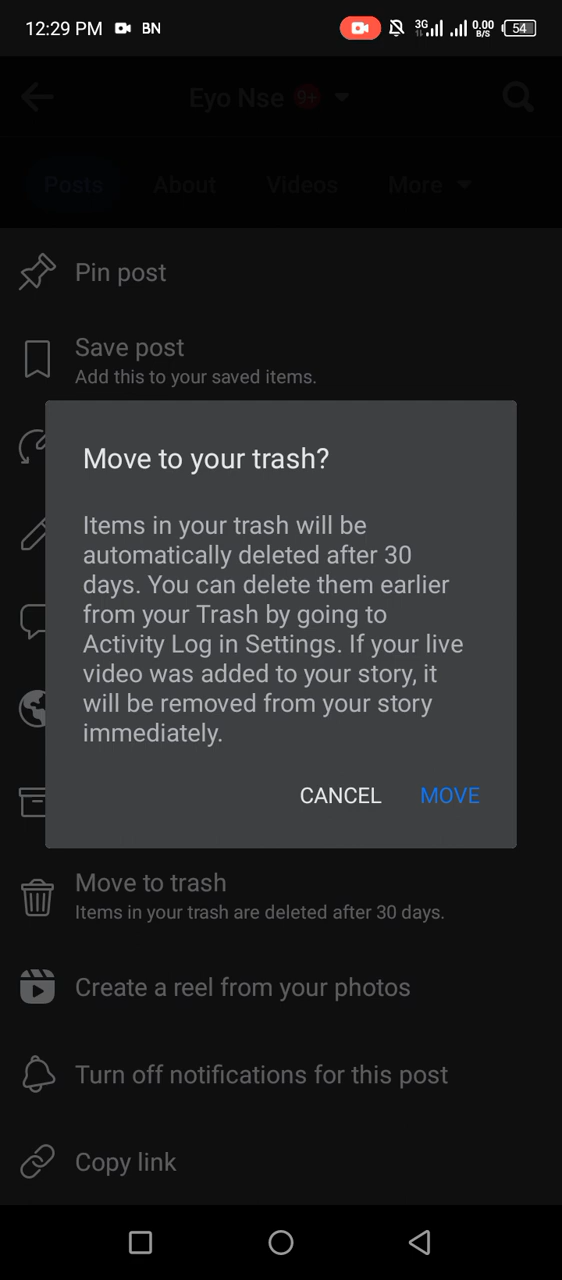 12:29 PM BN 3G 0.00 B/S 54
Eyo Nse 9+
Posts About Videos More
Pin post
Save post
Add this to your saved items.
Move to your trash?
Items in your trash will be
automatically deleted after 30
days. You can delete them earlier
from your Trash by going to
Activity Log in Settings. If your live
video was added to your story, it
will be removed from your story
immediately.
CANCEL MOVE
Move to trash
Items in your trash are deleted after 30 days.
Create a reel from your photos
Turn off notifications for this post
Copy link